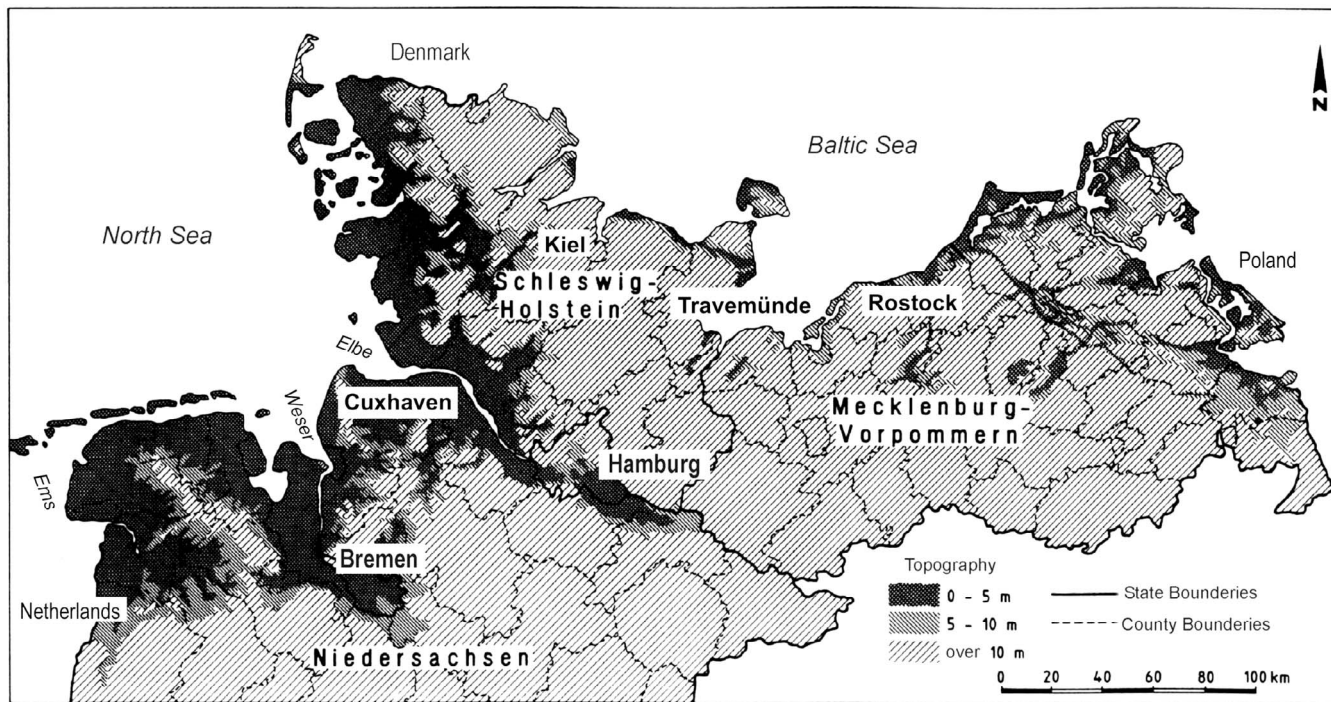 Denmark
N
Baltic Sea
North Sea
Kiel
Poland
Schleswig-
Holstein
Travemünde
Rostock
Elbe
Weser
Cuxhaven
Mecklenburg-
Vorpommern
Hamburg
Ems
Bremen
Netherlands
Niedersachsen
Topography
0 - 5 m
State Bounderies
5 - 10 m
County Bounderies
over 10 m
0 20 40 60 80 100 km